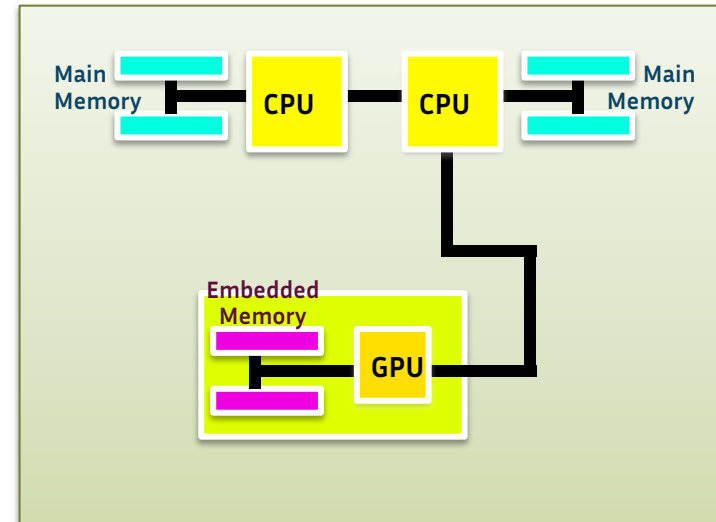 Main
Memory
CPU
CPU
Main
Memory
Embedded
Memory
GPU